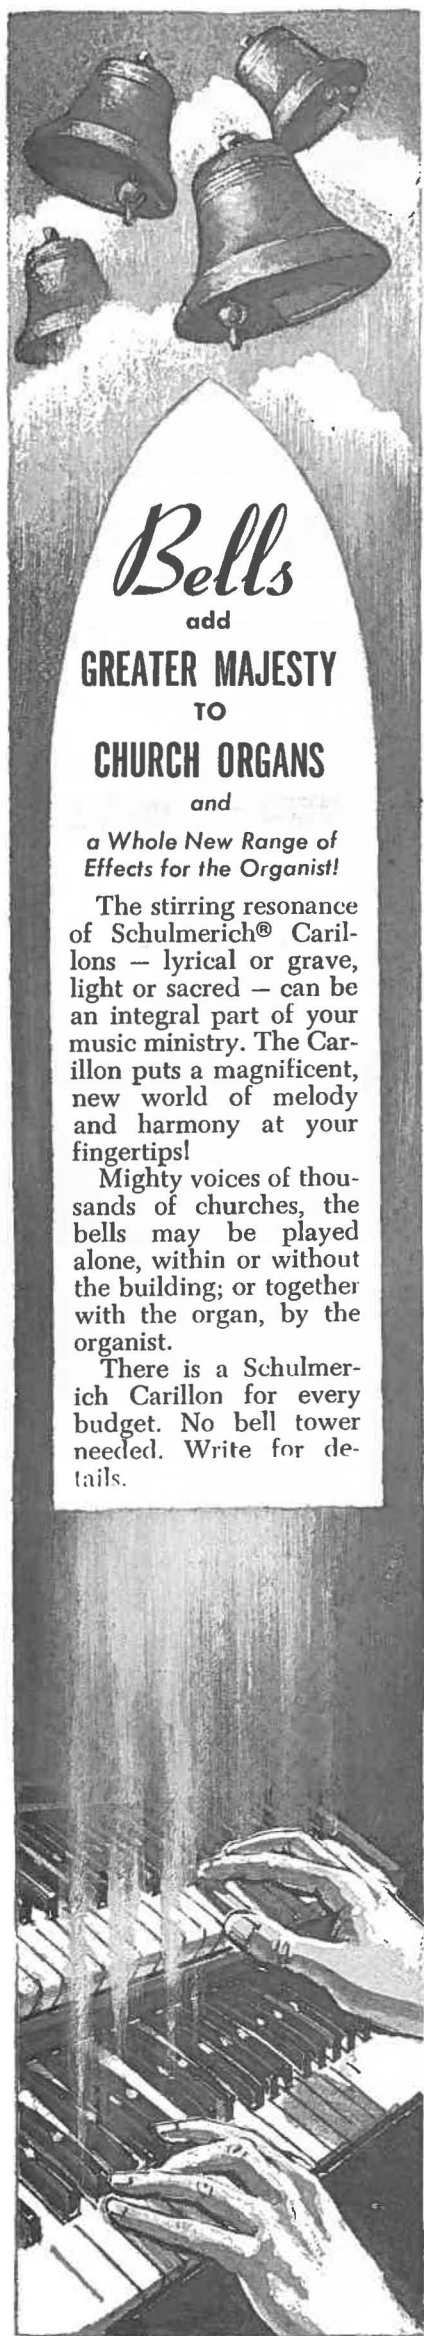 Bells
add
GREATER MAJESTY
TO
CHURCH ORGANS
and
a Whole New Range of
Effects for the Organist!
The stirring resonance
of Schulmerich® Caril-
lons — lyrical or grave,
light or sacred — can be
an integral part of your
music ministry. The Car-
illon puts a magnificent,
new world of melody
and harmony at your
fingertips!
Mighty voices of thou-
sands of churches, the
bells may be played
alone, within or without
the building; or together
with the organ, by the
organist.
There is a Schulmer-
ich Carillon for every
budget. No bell tower
needed. Write for de-
tails.